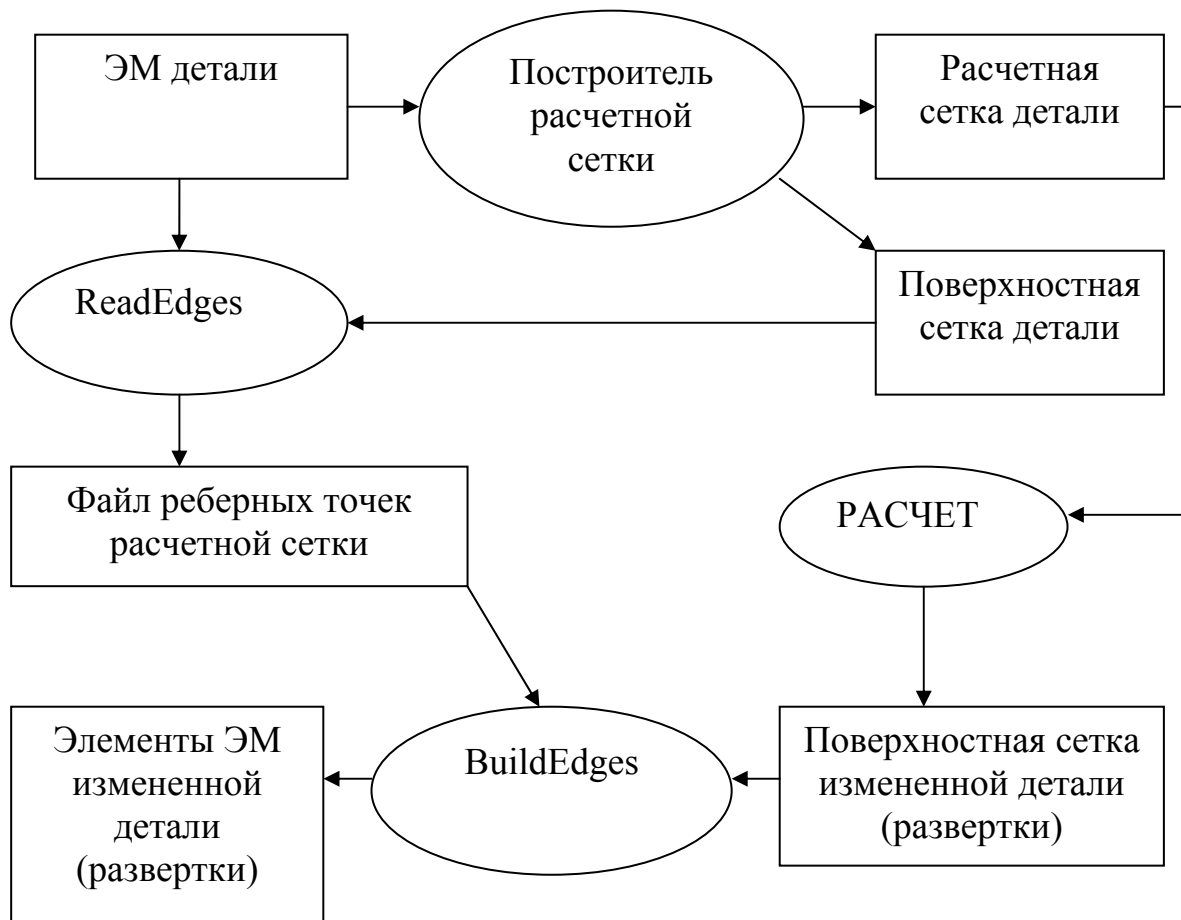 ЭМ детали
Построитель
расчетной
сетки
Расчетная
сетка детали
ReadEdges
Поверхностная
сетка детали
Файл реберных точек
расчетной сетки
РАСЧЕТ
Элементы ЭМ
измененной
детали
(развертки)
BuildEdges
Поверхностная сетка
измененной детали
(развертки)